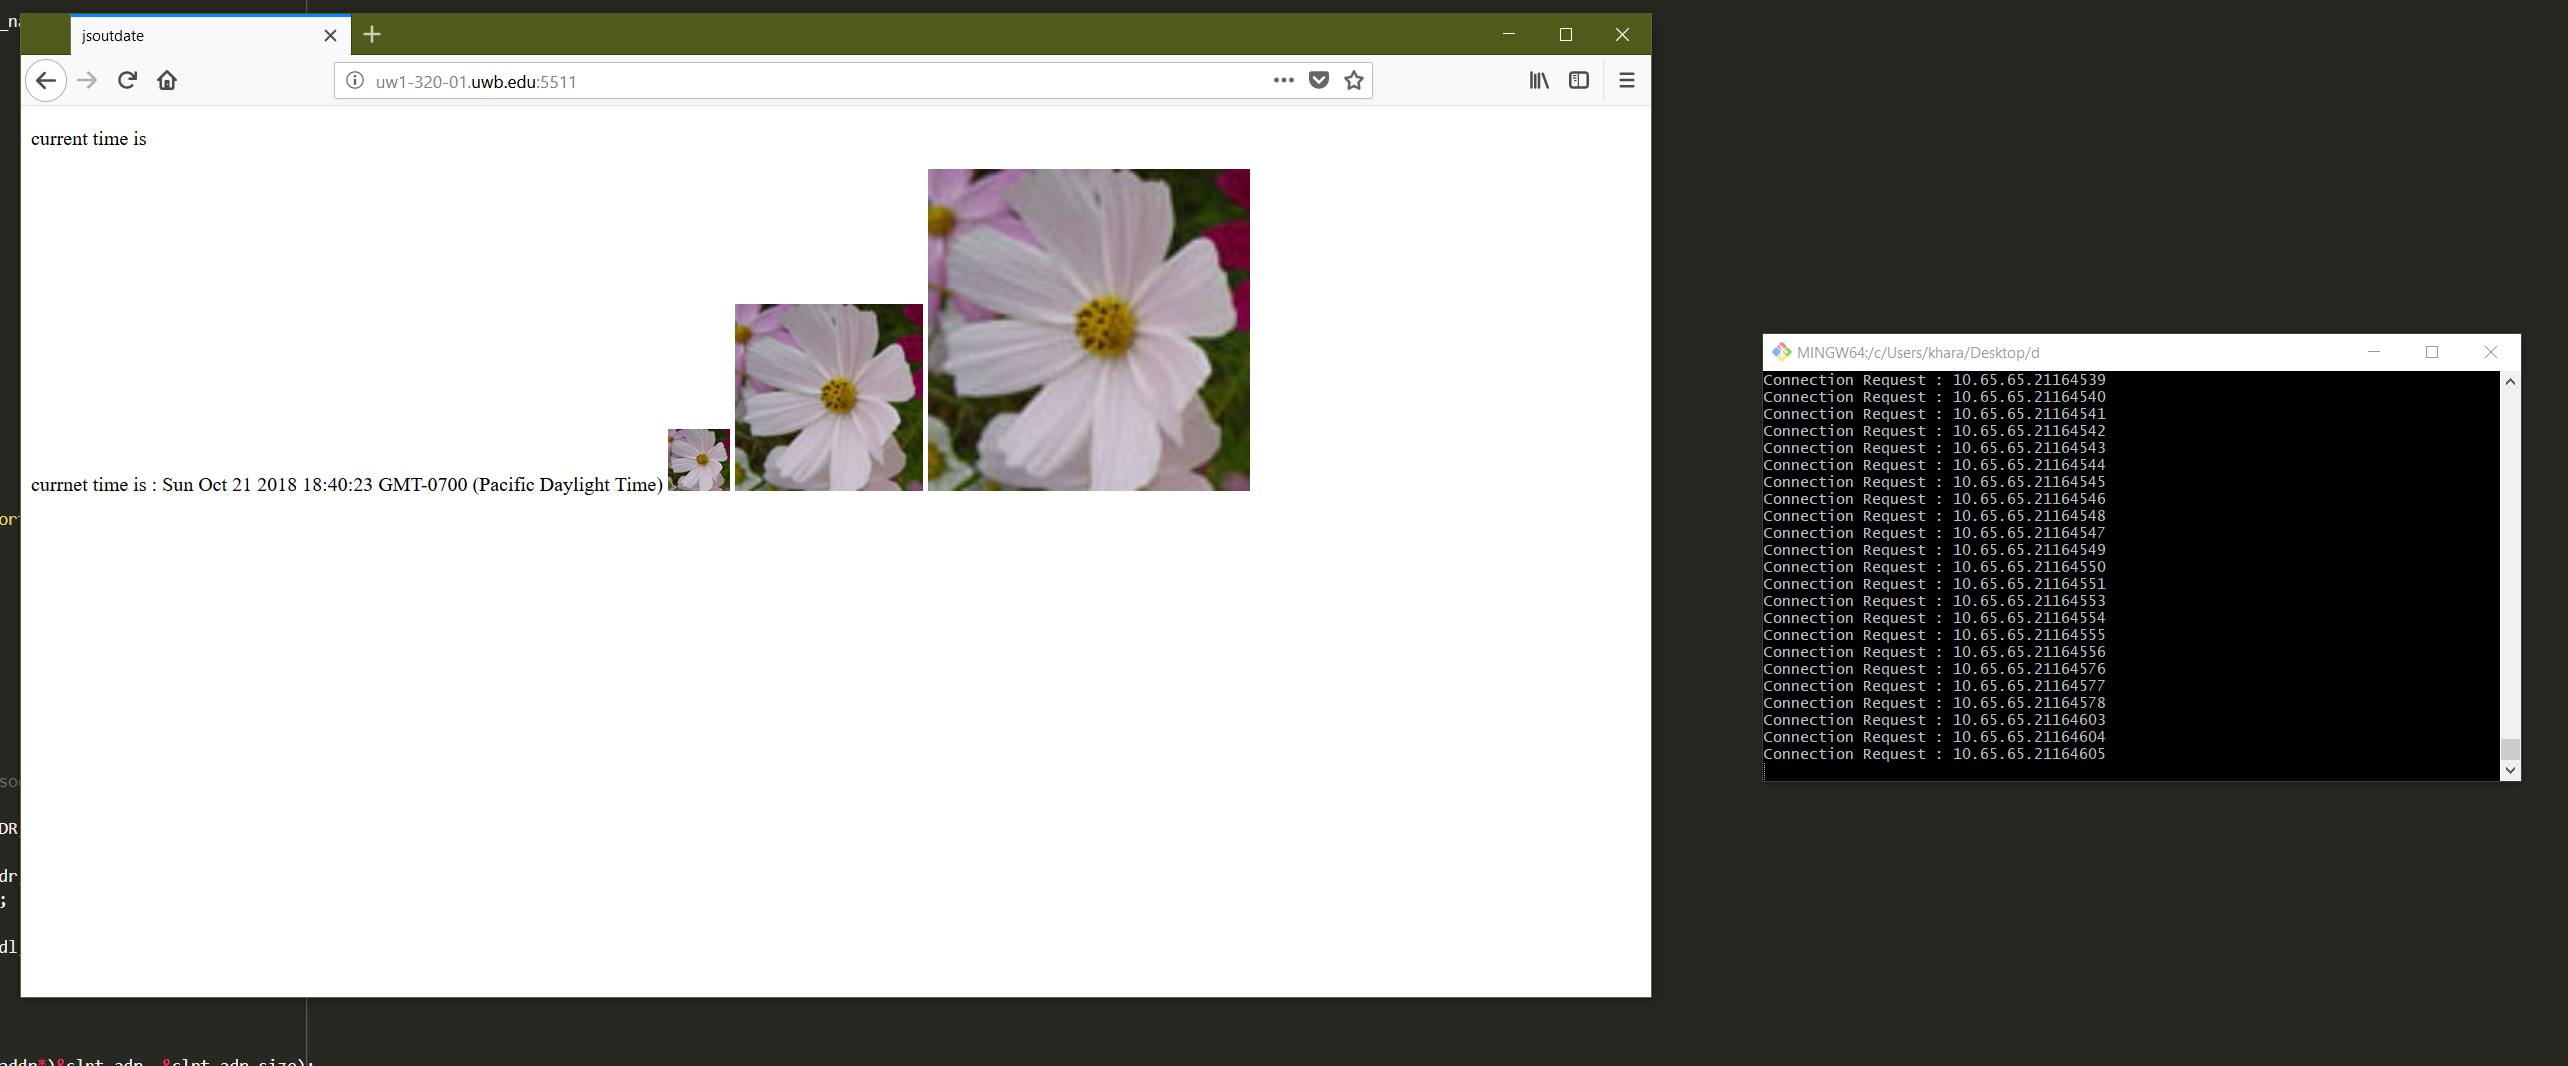 _na
jsoutdate
uw1-320-01.uwb.edu:5511
current time is
currnet time is : Sun Oct 21 2018 18:40:23 GMT-0700 (Pacific Daylight Time)
MINGW64:/c/Users/khara/Desktop/d
Connection Request : 10.65.65.21164539
Connection Request : 10.65.65.21164540
Connection Request : 10.65.65.21164541
Connection Request : 10.65.65.21164542
Connection Request : 10.65.65.21164543
Connection Request : 10.65.65.21164544
Connection Request : 10.65.65.21164545
Connection Request : 10.65.65.21164546
Connection Request : 10.65.65.21164548
Connection Request : 10.65.65.21164547
Connection Request : 10.65.65.21164549
Connection Request : 10.65.65.21164550
Connection Request : 10.65.65.21164551
Connection Request : 10.65.65.21164553
Connection Request : 10.65.65.21164554
Connection Request : 10.65.65.21164555
Connection Request : 10.65.65.21164556
Connection Request : 10.65.65.21164576
Connection Request : 10.65.65.21164577
Connection Request : 10.65.65.21164578
Connection Request : 10.65.65.21164603
Connection Request : 10.65.65.21164604
Connection Request : 10.65.65.21164605
or
soc
DR
dr
;
dl
addr*)&clnt_adr, &clnt_adr_size);